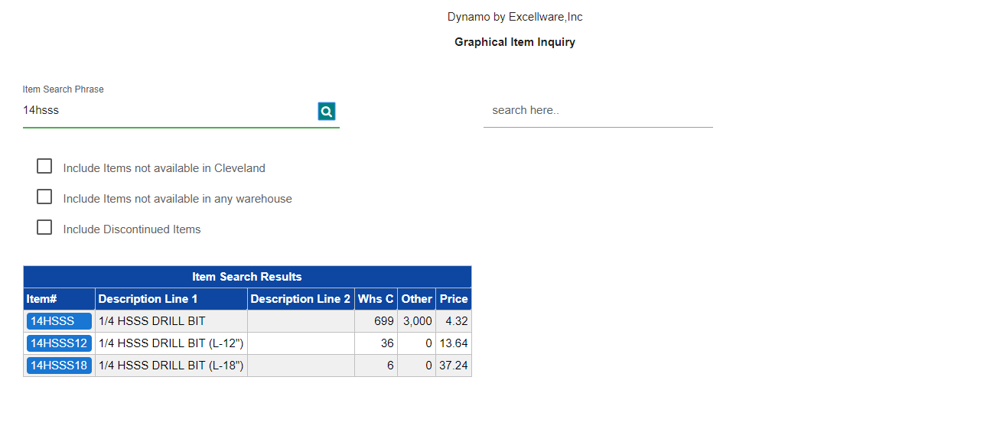 Dynamo by Excellware,Inc
Graphical Item Inquiry
Item Search Phrase
14hsss
search here..
Include Items not available in Cleveland
Include Items not available in any warehouse
Include Discontinued Items
Item Search Results
Item# Description Line 1 Description Line 2 Whs C Other Price
14HSSS 1/4 HSSS DRILL BIT 699 3,000 4.32
14HSSS12 1/4 HSSS DRILL BIT (L-12") 36 0 13.64
14HSSS18 1/4 HSSS DRILL BIT (L-18") 6 0 37.24